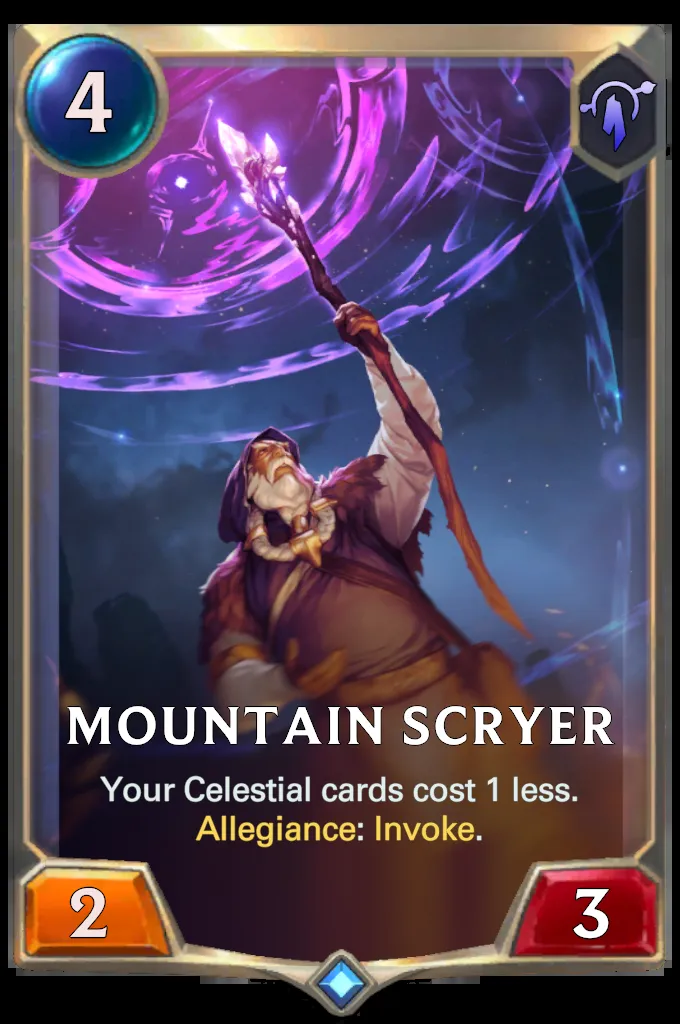 4
MOUNTAIN SCRYER
Your Celestial cards cost 1 less.
Allegiance: Invoke.
2
3